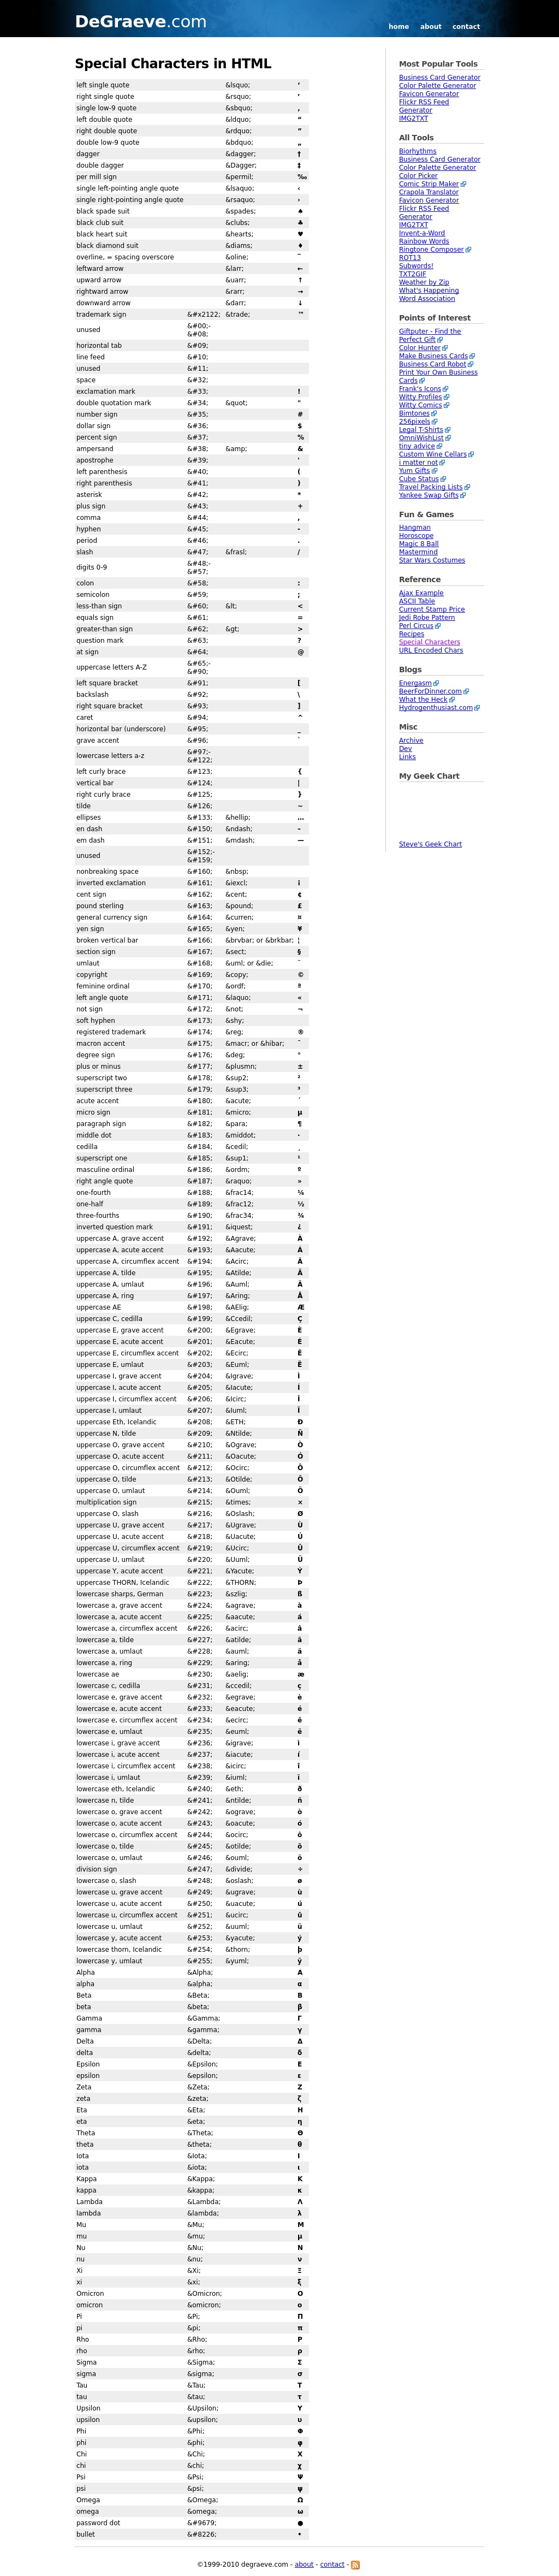 DeGraeve.com
home about contact
Special Characters in HTML
left single quote &lsquo; ‘
right single quote &rsquo; ’
single low-9 quote &sbquo; ‚
left double quote &ldquo; “
right double quote &rdquo; ”
double low-9 quote &bdquo; „
dagger &dagger; †
double dagger &Dagger; ‡
per mill sign &permil; ‰
single left-pointing angle quote &lsaquo; ‹
single right-pointing angle quote &rsaquo; ›
black spade suit &spades; ♠
black club suit &clubs; ♣
black heart suit &hearts; ♥
black diamond suit &diams; ♦
overline, = spacing overscore &oline; ‾
leftward arrow &larr; ←
upward arrow &uarr; ↑
rightward arrow &rarr; →
downward arrow &darr; ↓
trademark sign &#x2122; &trade; ™
unused &#00;-
&#08;
horizontal tab &#09;
line feed &#10;
unused &#11;
space &#32;
exclamation mark &#33; !
double quotation mark &#34; &quot; "
number sign &#35; #
dollar sign &#36; $
percent sign &#37; %
ampersand &#38; &amp; &
apostrophe &#39; '
left parenthesis &#40; (
right parenthesis &#41; )
asterisk &#42; *
plus sign &#43; +
comma &#44; ,
hyphen &#45; -
period &#46; .
slash &#47; &frasl; /
digits 0-9 &#48;-
&#57;
colon &#58; :
semicolon &#59; ;
less-than sign &#60; &lt; <
equals sign &#61; =
greater-than sign &#62; &gt; >
question mark &#63; ?
at sign &#64; @
uppercase letters A-Z &#65;-
&#90;
left square bracket &#91; [
backslash &#92; \
right square bracket &#93; ]
caret &#94; ^
horizontal bar (underscore) &#95; _
grave accent &#96; `
lowercase letters a-z &#97;-
&#122;
left curly brace &#123; {
vertical bar &#124; |
right curly brace &#125; }
tilde &#126; ~
ellipses &#133; &hellip; …
en dash &#150; &ndash; –
em dash &#151; &mdash; —
unused &#152;-
&#159;
nonbreaking space &#160; &nbsp;
inverted exclamation &#161; &iexcl; ¡
cent sign &#162; &cent; ¢
pound sterling &#163; &pound; £
general currency sign &#164; &curren; ¤
yen sign &#165; &yen; ¥
broken vertical bar &#166; &brvbar; or &brkbar; ¦
section sign &#167; &sect; §
umlaut &#168; &uml; or &die; ¨
copyright &#169; &copy; ©
feminine ordinal &#170; &ordf; ª
left angle quote &#171; &laquo; «
not sign &#172; &not; ¬
soft hyphen &#173; &shy;
registered trademark &#174; &reg; ®
macron accent &#175; &macr; or &hibar; ¯
degree sign &#176; &deg; °
plus or minus &#177; &plusmn; ±
superscript two &#178; &sup2; ²
superscript three &#179; &sup3; ³
acute accent &#180; &acute; ´
micro sign &#181; &micro; µ
paragraph sign &#182; &para; ¶
middle dot &#183; &middot; ·
cedilla &#184; &cedil; ¸
superscript one &#185; &sup1; ¹
masculine ordinal &#186; &ordm; º
right angle quote &#187; &raquo; »
one-fourth &#188; &frac14; ¼
one-half &#189; &frac12; ½
three-fourths &#190; &frac34; ¾
inverted question mark &#191; &iquest; ¿
uppercase A, grave accent &#192; &Agrave; À
uppercase A, acute accent &#193; &Aacute; Á
uppercase A, circumflex accent &#194; &Acirc; Â
uppercase A, tilde &#195; &Atilde; Ã
uppercase A, umlaut &#196; &Auml; Ä
uppercase A, ring &#197; &Aring; Å
uppercase AE &#198; &AElig; Æ
uppercase C, cedilla &#199; &Ccedil; Ç
uppercase E, grave accent &#200; &Egrave; È
uppercase E, acute accent &#201; &Eacute; É
uppercase E, circumflex accent &#202; &Ecirc; Ê
uppercase E, umlaut &#203; &Euml; Ë
uppercase I, grave accent &#204; &Igrave; Ì
uppercase I, acute accent &#205; &Iacute; Í
uppercase I, circumflex accent &#206; &Icirc; Î
uppercase I, umlaut &#207; &Iuml; Ï
uppercase Eth, Icelandic &#208; &ETH; Ð
uppercase N, tilde &#209; &Ntilde; Ñ
uppercase O, grave accent &#210; &Ograve; Ò
uppercase O, acute accent &#211; &Oacute; Ó
uppercase O, circumflex accent &#212; &Ocirc; Ô
uppercase O, tilde &#213; &Otilde; Õ
uppercase O, umlaut &#214; &Ouml; Ö
multiplication sign &#215; &times; ×
uppercase O, slash &#216; &Oslash; Ø
uppercase U, grave accent &#217; &Ugrave; Ù
uppercase U, acute accent &#218; &Uacute; Ú
uppercase U, circumflex accent &#219; &Ucirc; Û
uppercase U, umlaut &#220; &Uuml; Ü
uppercase Y, acute accent &#221; &Yacute; Ý
uppercase THORN, Icelandic &#222; &THORN; Þ
lowercase sharps, German &#223; &szlig; ß
lowercase a, grave accent &#224; &agrave; à
lowercase a, acute accent &#225; &aacute; á
lowercase a, circumflex accent &#226; &acirc; â
lowercase a, tilde &#227; &atilde; ã
lowercase a, umlaut &#228; &auml; ä
lowercase a, ring &#229; &aring; å
lowercase ae &#230; &aelig; æ
lowercase c, cedilla &#231; &ccedil; ç
lowercase e, grave accent &#232; &egrave; è
lowercase e, acute accent &#233; &eacute; é
lowercase e, circumflex accent &#234; &ecirc; ê
lowercase e, umlaut &#235; &euml; ë
lowercase i, grave accent &#236; &igrave; ì
lowercase i, acute accent &#237; &iacute; í
lowercase i, circumflex accent &#238; &icirc; î
lowercase i, umlaut &#239; &iuml; ï
lowercase eth, Icelandic &#240; &eth; ð
lowercase n, tilde &#241; &ntilde; ñ
lowercase o, grave accent &#242; &ograve; ò
lowercase o, acute accent &#243; &oacute; ó
lowercase o, circumflex accent &#244; &ocirc; ô
lowercase o, tilde &#245; &otilde; õ
lowercase o, umlaut &#246; &ouml; ö
division sign &#247; &divide; ÷
lowercase o, slash &#248; &oslash; ø
lowercase u, grave accent &#249; &ugrave; ù
lowercase u, acute accent &#250; &uacute; ú
lowercase u, circumflex accent &#251; &ucirc; û
lowercase u, umlaut &#252; &uuml; ü
lowercase y, acute accent &#253; &yacute; ý
lowercase thorn, Icelandic &#254; &thorn; þ
lowercase y, umlaut &#255; &yuml; ÿ
Alpha &Alpha; Α
alpha &alpha; α
Beta &Beta; Β
beta &beta; β
Gamma &Gamma; Γ
gamma &gamma; γ
Delta &Delta; Δ
delta &delta; δ
Epsilon &Epsilon; Ε
epsilon &epsilon; ε
Zeta &Zeta; Ζ
zeta &zeta; ζ
Eta &Eta; Η
eta &eta; η
Theta &Theta; Θ
theta &theta; θ
Iota &Iota; Ι
iota &iota; ι
Kappa &Kappa; Κ
kappa &kappa; κ
Lambda &Lambda; Λ
lambda &lambda; λ
Mu &Mu; Μ
mu &mu; μ
Nu &Nu; Ν
nu &nu; ν
Xi &Xi; Ξ
xi &xi; ξ
Omicron &Omicron; Ο
omicron &omicron; ο
Pi &Pi; Π
pi &pi; π
Rho &Rho; Ρ
rho &rho; ρ
Sigma &Sigma; Σ
sigma &sigma; σ
Tau &Tau; Τ
tau &tau; τ
Upsilon &Upsilon; Υ
upsilon &upsilon; υ
Phi &Phi; Φ
phi &phi; φ
Chi &Chi; Χ
chi &chi; χ
Psi &Psi; Ψ
psi &psi; ψ
Omega &Omega; Ω
omega &omega; ω
password dot &#9679; ●
bullet &#8226; •
Most Popular Tools
Business Card Generator
Color Palette Generator
Favicon Generator
Flickr RSS Feed
Generator
IMG2TXT
All Tools
Biorhythms
Business Card Generator
Color Palette Generator
Color Picker
Comic Strip Maker
Crapola Translator
Favicon Generator
Flickr RSS Feed
Generator
IMG2TXT
Invent-a-Word
Rainbow Words
Ringtone Composer
ROT13
Subwords!
TXT2GIF
Weather by Zip
What's Happening
Word Association
Points of Interest
Giftputer - Find the
Perfect Gift
Color Hunter
Make Business Cards
Business Card Robot
Print Your Own Business
Cards
Frank's Icons
Witty Profiles
Witty Comics
Bimtones
256pixels
Legal T-Shirts
OmniWishList
tiny advice
Custom Wine Cellars
i matter not
Yum Gifts
Cube Status
Travel Packing Lists
Yankee Swap Gifts
Fun & Games
Hangman
Horoscope
Magic 8 Ball
Mastermind
Star Wars Costumes
Reference
Ajax Example
ASCII Table
Current Stamp Price
Jedi Robe Pattern
Perl Circus
Recipes
Special Characters
URL Encoded Chars
Blogs
Energasm
BeerForDinner.com
What the Heck
Hydrogenthusiast.com
Misc
Archive
Dev
Links
My Geek Chart
Steve's Geek Chart
©1999-2010 degraeve.com - about - contact -